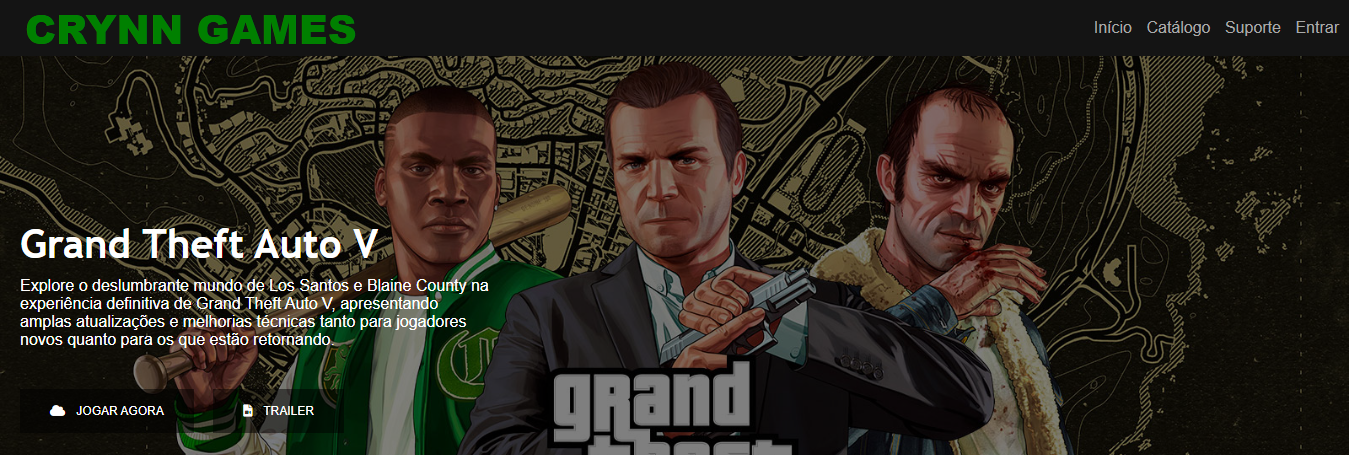 CRYNN GAMES
Início Catálogo Suporte Entrar
Grand Theft Auto V
Explore o deslumbrante mundo de Los Santos e Blaine County na
experiência definitiva de Grand Theft Auto V, apresentando
amplas atualizações e melhorias técnicas tanto para jogadores
novos quanto para os que estão retornando.
JOGAR AGORA TRAILER
grand
theft